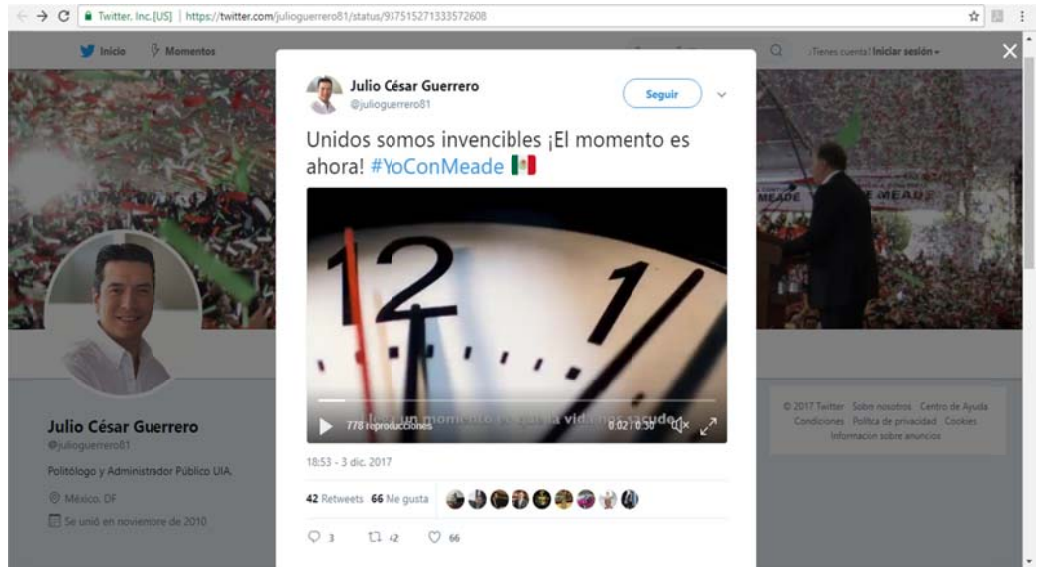 Twitter, Inc. [US] | https://twitter.com/julioguerrero81/status/9375152713335726​08
Inicio Momentos
¿Tienes cuenta? Iniciar sesión
Julio César Guerrero
@julioguerrero81
Seguir
Unidos somos invencibles ¡El momento es
ahora! #YoConMeade
MEADE
MEADE
12 1
778 reproducciones
0:02 / 0:30
18:53 - 3 dic. 2017
42 Retweets 66 Me gusta
3 42 66
Julio César Guerrero
@julioguerrero81
Politólogo y Administrador Público UIA.
México, DF
Se unió en noviembre de 2010
© 2017 Twitter Sobre nosotros Centro de Ayuda
Condiciones Política de privacidad Cookies
Información sobre anuncios